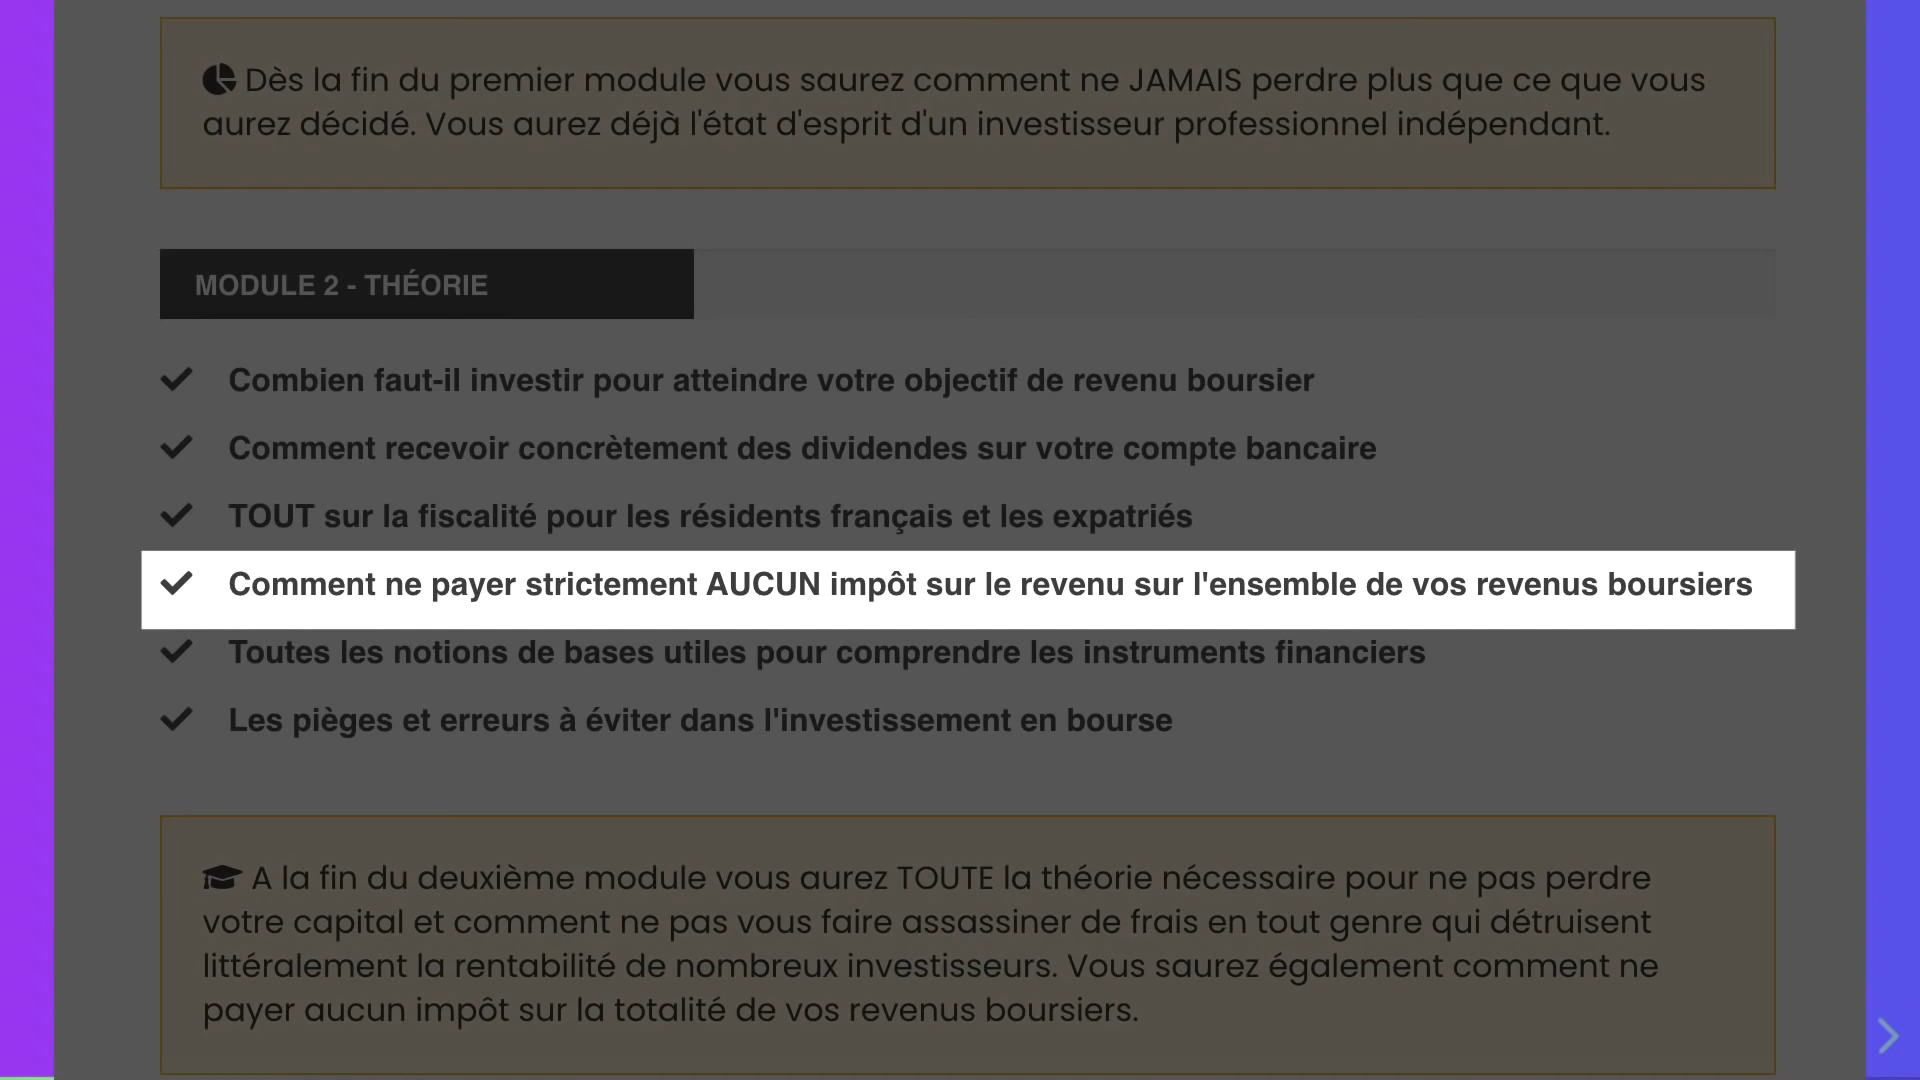 Dès la fin du premier module vous saurez comment ne JAMAIS perdre plus que ce que vous
aurez décidé. Vous aurez déjà l'état d'esprit d'un investisseur professionnel indépendant.
MODULE 2 - THÉORIE
Combien faut-il investir pour atteindre votre objectif de revenu boursier
Comment recevoir concrètement des dividendes sur votre compte bancaire
TOUT sur la fiscalité pour les résidents français et les expatriés
Comment ne payer strictement AUCUN impôt sur le revenu sur l'ensemble de vos revenus boursiers
Toutes les notions de bases utiles pour comprendre les instruments financiers
Les pièges et erreurs à éviter dans l'investissement en bourse
A la fin du deuxième module vous aurez TOUTE la théorie nécessaire pour ne pas perdre
votre capital et comment ne pas vous faire assassiner de frais en tout genre qui détruisent
littéralement la rentabilité de nombreux investisseurs. Vous saurez également comment ne
payer aucun impôt sur la totalité de vos revenus boursiers.